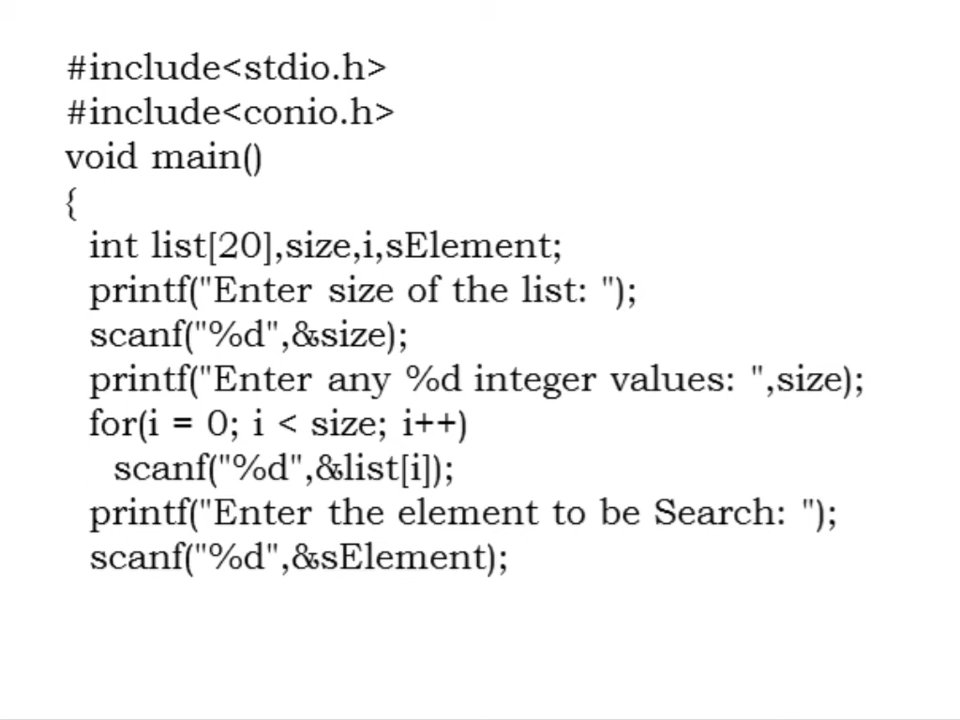 #include<stdio.h>
#include<conio.h>
void main()
{
int list[20],size,i,sElement;
printf("Enter size of the list: ");
scanf("%d",&size);
printf("Enter any %d integer values: ",size);
for(i = 0; i < size; i++)
scanf("%d",&list[i]);
printf("Enter the element to be Search: ");
scanf("%d",&sElement);